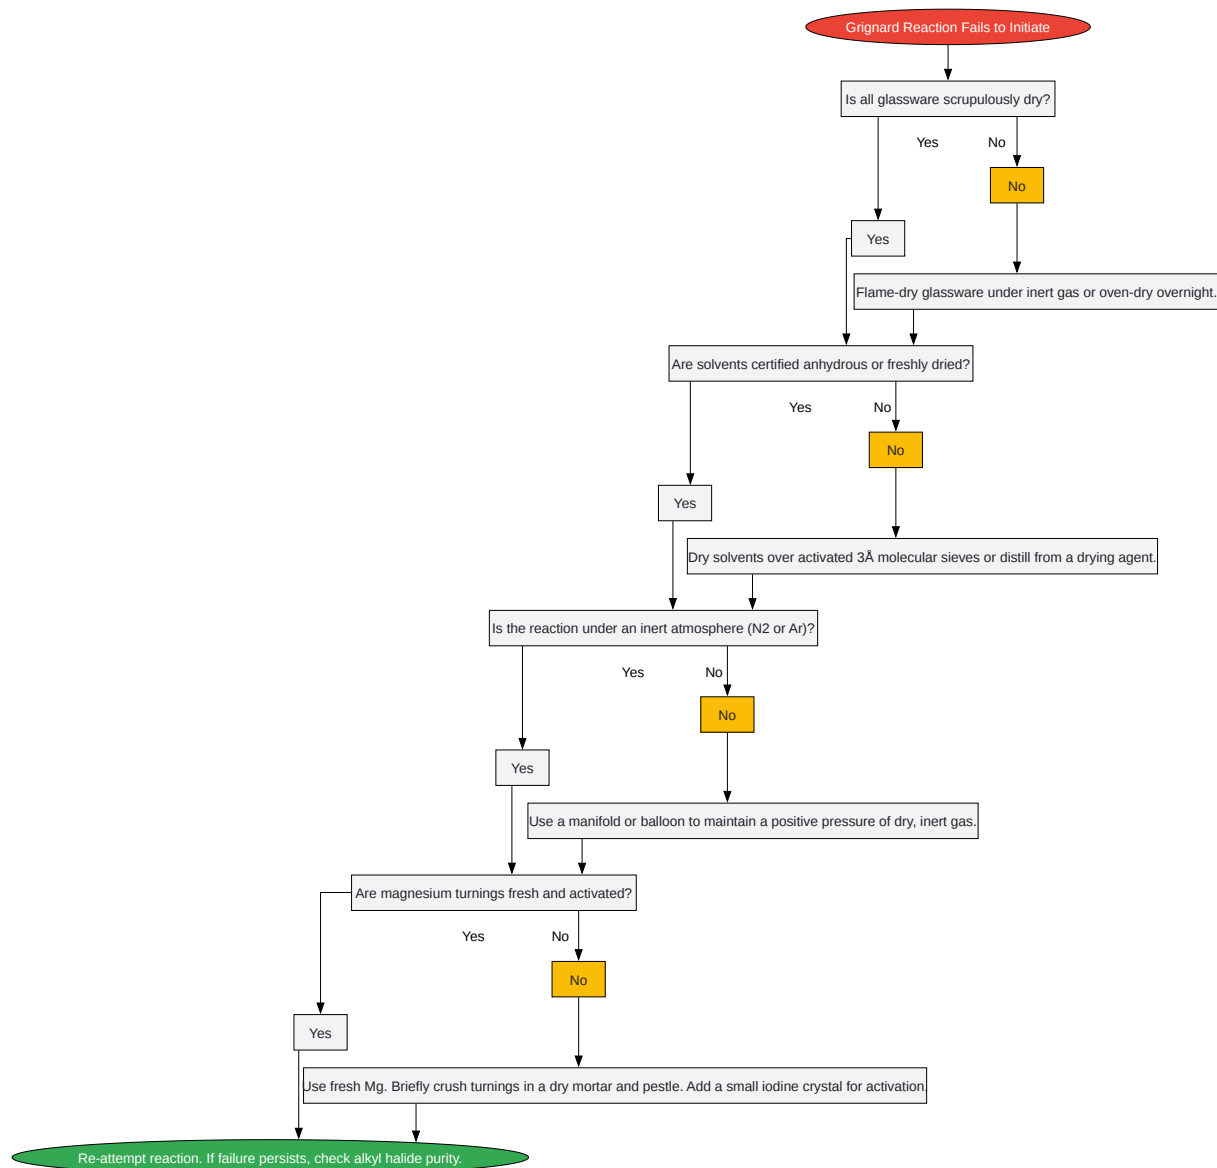 Grignard Reaction Fails to Initiate
Is all glassware scrupulously dry?
Yes
No
No
Yes
Flame-dry glassware under inert gas or oven-dry overnight.
Are solvents certified anhydrous or freshly dried?
Yes
No
No
Yes
Dry solvents over activated 3Å molecular sieves or distill from a drying agent.
Is the reaction under an inert atmosphere (N2 or Ar)?
Yes
No
No
Yes
Use a manifold or balloon to maintain a positive pressure of dry, inert gas.
Are magnesium turnings fresh and activated?
Yes
No
No
Yes
Use fresh Mg. Briefly crush turnings in a dry mortar and pestle. Add a small iodine crystal for activation.
Re-attempt reaction. If failure persists, check alkyl halide purity.